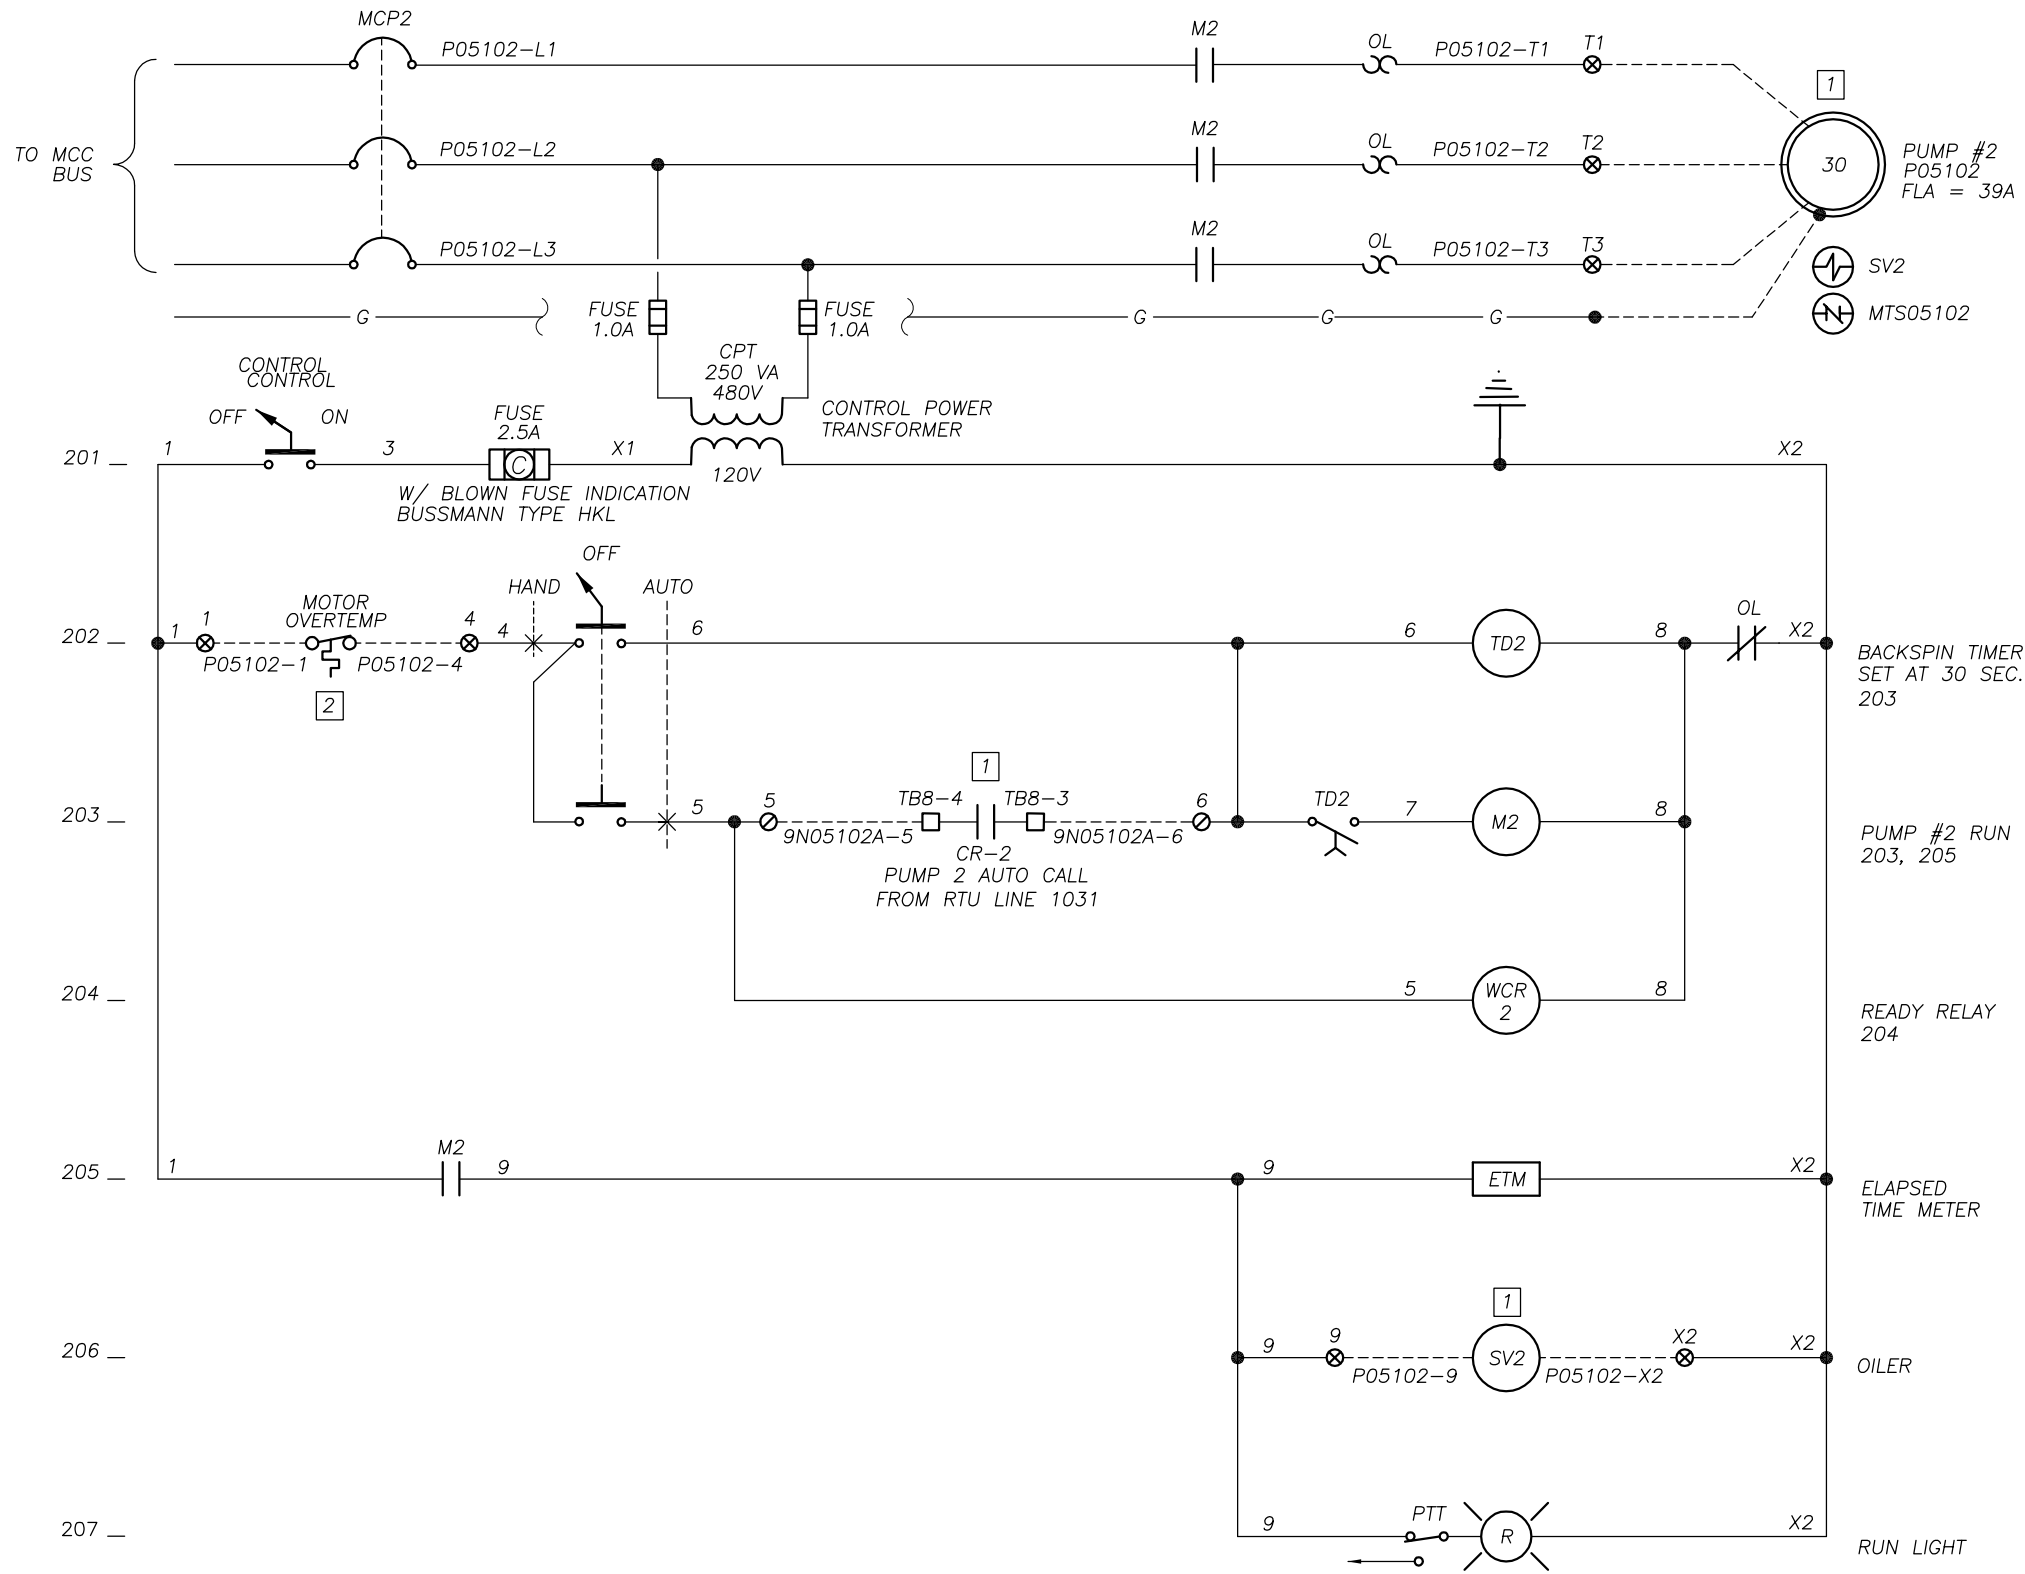 MCP2
P05102-L1
M2
OL
P05102-T1
T1
1
TO MCC
BUS
P05102-L2
M2
OL
P05102-T2
T2
30
PUMP #2
P05102
FLA = 39A
P05102-L3
M2
OL
P05102-T3
T3
SV2
G
FUSE
1.0A
FUSE
1.0A
G
G
G
MTS05102
CPT
250 VA
480V
CONTROL
CONTROL
OFF
ON
FUSE
2.5A
CONTROL POWER
TRANSFORMER
201
1
3
C
X1
120V
X2
W/ BLOWN FUSE INDICATION
BUSSMANN TYPE HKL
OFF
HAND
AUTO
202
1
1
MOTOR
OVERTEMP
4
4
6
6
TD2
8
OL
X2
P05102-1
P05102-4
2
BACKSPIN TIMER
SET AT 30 SEC.
203
1
203
5
5
TB8-4
TB8-3
6
TD2
7
M2
8
9N05102A-5
9N05102A-6
CR-2
PUMP 2 AUTO CALL
FROM RTU LINE 1031
PUMP #2 RUN
203, 205
204
5
WCR
2
8
READY RELAY
204
205
1
M2
9
9
ETM
X2
ELAPSED
TIME METER
1
206
9
9
SV2
X2
X2
P05102-9
P05102-X2
OILER
207
9
PTT
R
X2
RUN LIGHT